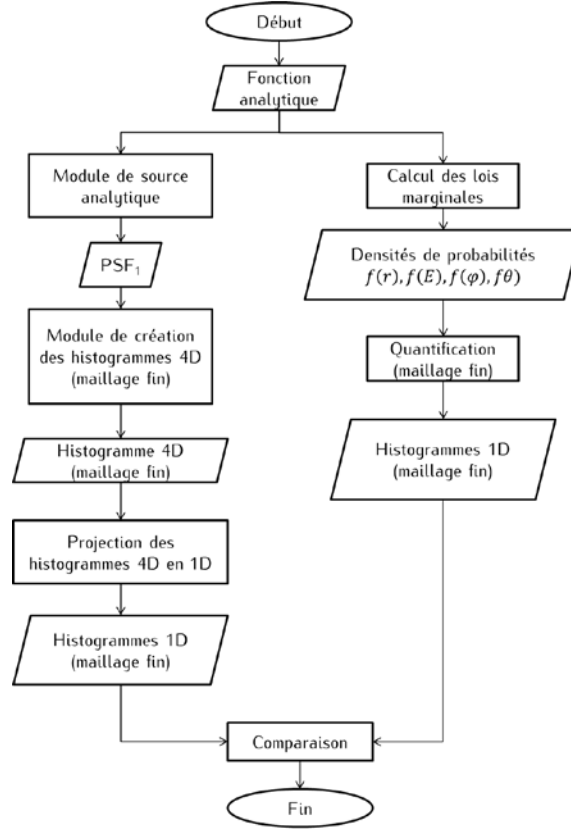 Début
Fonction
analytique
Module de source
analytique
PSF₁
Module de création
des histogrammes 4D
(maillage fin)
Histogramme 4D
(maillage fin)
Projection des
histogrammes 4D en 1D
Histogrammes 1D
(maillage fin)
Calcul des lois
marginales
Densités de probabilités
f(r), f(E), f(φ), fθ)
Quantification
(maillage fin)
Histogrammes 1D
(maillage fin)
Comparaison
Fin